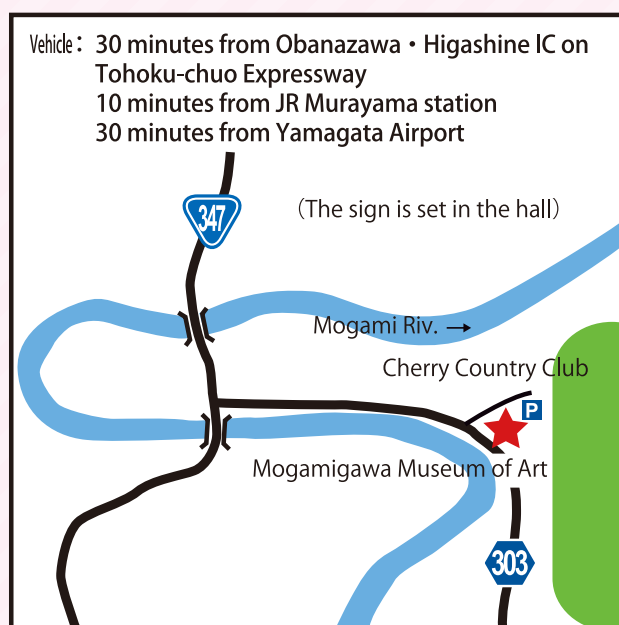 Vehicle： 30 minutes from Obanazawa・Higashine IC on
Tohoku-chuo Expressway
10 minutes from JR Murayama station
30 minutes from Yamagata Airport
347
（The sign is set in the hall）
Mogami Riv. →
Cherry Country Club
P
Mogamigawa Museum of Art
303